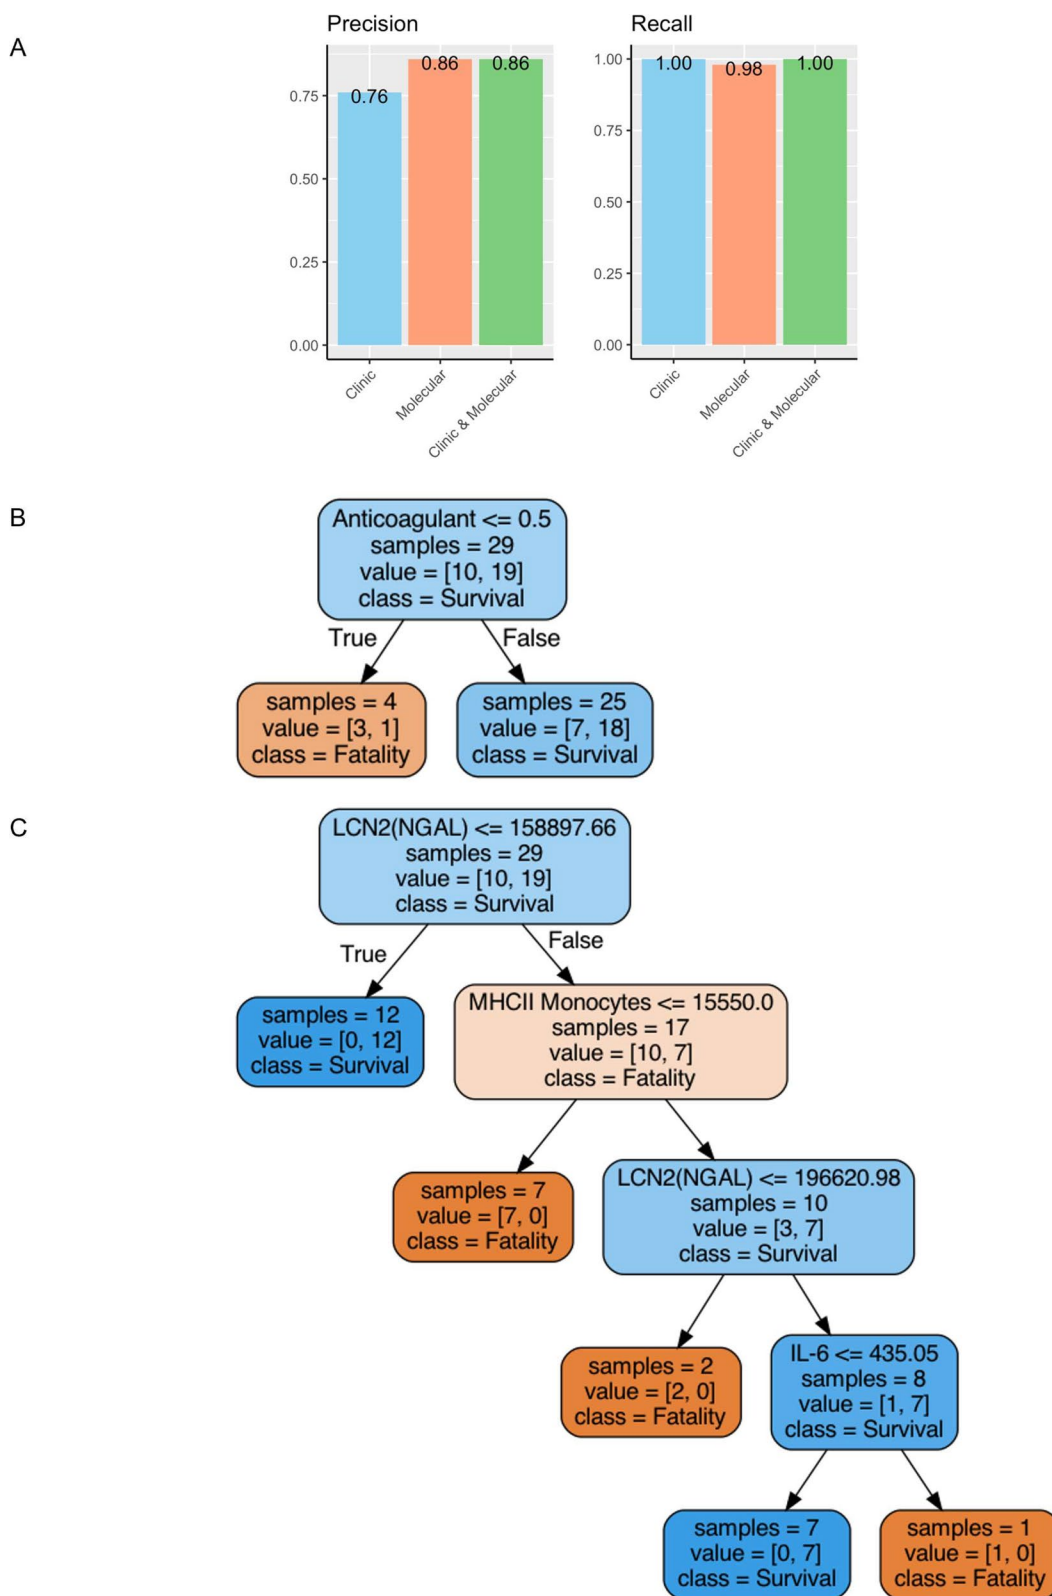 A
Precision
0.75
0.50
0.25
0.00
0.76
0.86
0.86
Clinic
Molecular
Clinic & Molecular
Recall
1.00
0.75
0.50
0.25
0.00
1.00
0.98
1.00
Clinic
Molecular
Clinic & Molecular
B
Anticoagulant <= 0.5
samples = 29
value = [10, 19]
class = Survival
True
False
samples = 4
value = [3, 1]
class = Fatality
samples = 25
value = [7, 18]
class = Survival
C
LCN2(NGAL) <= 158897.66
samples = 29
value = [10, 19]
class = Survival
True
False
samples = 12
value = [0, 12]
class = Survival
MHCII Monocytes <= 15550.0
samples = 17
value = [10, 7]
class = Fatality
samples = 7
value = [7, 0]
class = Fatality
LCN2(NGAL) <= 196620.98
samples = 10
value = [3, 7]
class = Survival
samples = 2
value = [2, 0]
class = Fatality
IL-6 <= 435.05
samples = 8
value = [1, 7]
class = Survival
samples = 7
value = [0, 7]
class = Survival
samples = 1
value = [1, 0]
class = Fatality